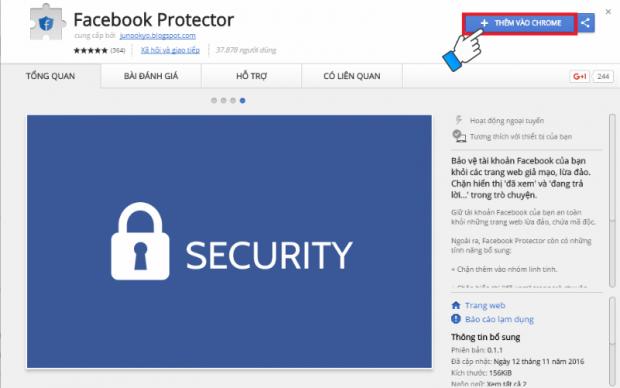 Facebook Protector
cung cấp bởi junookyo.blogspot.com
(364) Xã hội và giao tiếp 37.878 người dùng
THÊM VÀO CHROME
TỔNG QUAN
BÀI ĐÁNH GIÁ
HỖ TRỢ
CÓ LIÊN QUAN
G+1 244
SECURITY
Hoạt động ngoại tuyến
Tương thích với thiết bị của bạn
Bảo vệ tài khoản Facebook của bạn
khỏi các trang web giả mạo, lừa đảo.
Chặn hiển thị 'đã xem' và 'đang trả
lời...' trong trò chuyện.
Giữ tài khoản Facebook của bạn an toàn
khỏi những trang web lừa đảo, chứa mã độc.
Ngoài ra, Facebook Protector còn có những
tính năng bổ sung:
+ Chặn thêm vào nhóm linh tinh.
Trang web
Báo cáo lạm dụng
Thông tin bổ sung
Phiên bản: 0.1.1
Đã cập nhật: Ngày 12 tháng 11 năm 2016
Kích thước: 156KiB
Ngôn ngữ: Xem tất cả 2